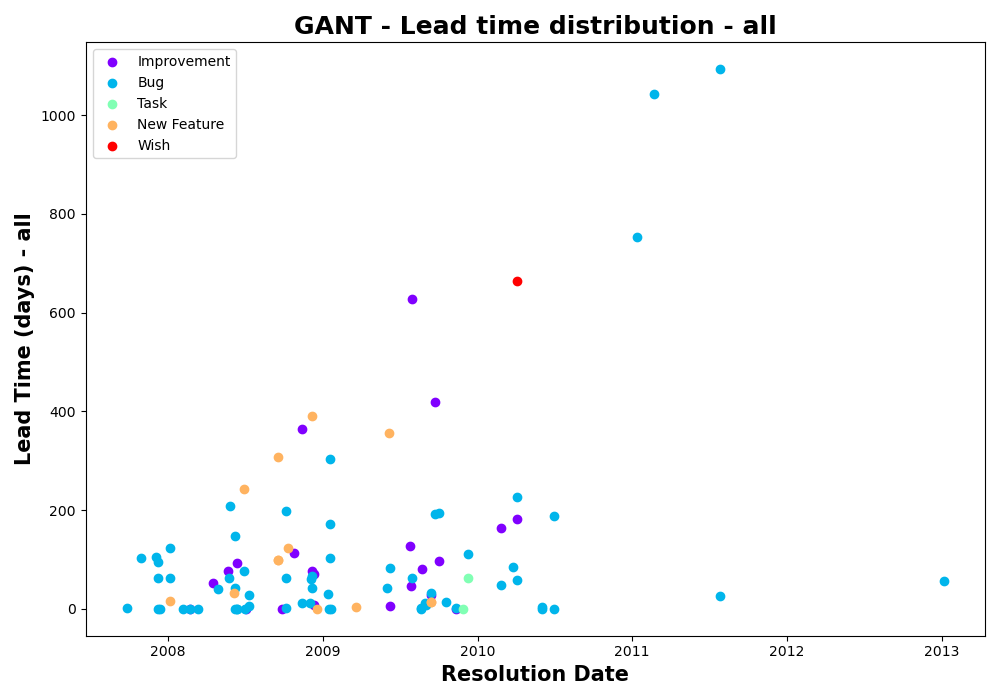 GANT - Lead time distribution - all
Improvement
Bug
Task
New Feature
Wish
Lead Time (days) - all
1000
800
600
400
200
0
2008 2009 2010 2011 2012 2013
Resolution Date